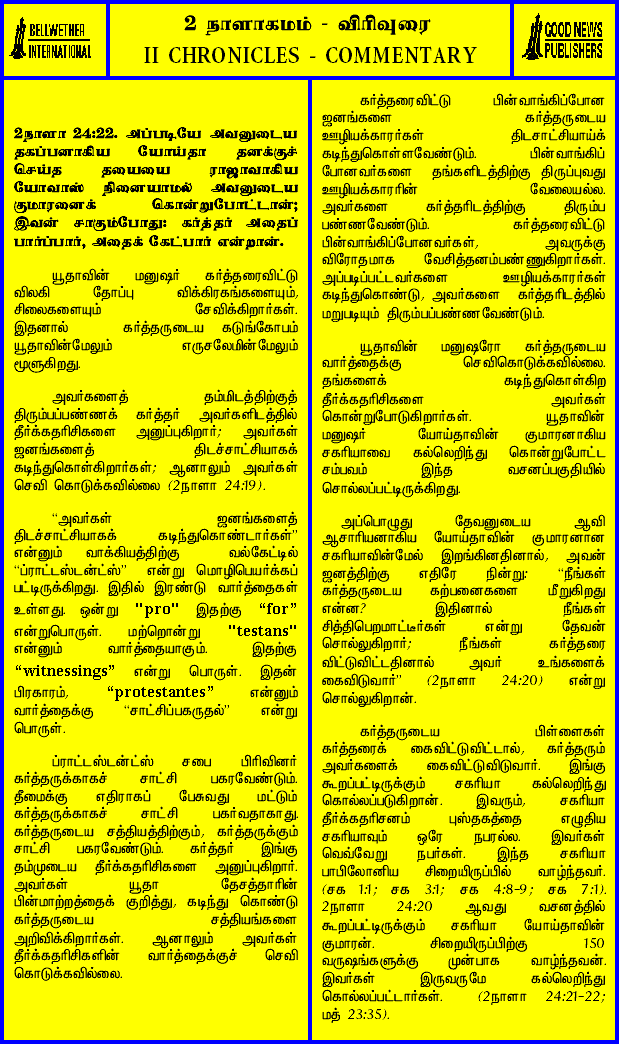 BELLWETHER
INTERNATIONAL
2 நாளாகமம் - விரிவுரை
II CHRONICLES - COMMENTARY
GOOD NEWS
PUBLISHERS
2நாளா 24:22. அப்படியே அவனுடைய
தகப்பனாகிய யோய்தா தனக்குச்
செய்த தயையை ராஜாவாகிய
யோவாஸ் நினையாமல் அவனுடைய
குமாரனைக் கொன்றுபோட்டான்;
இவன் சாகும்போது: கர்த்தர் அதைப்
பார்ப்பார், அதைக் கேட்பார் என்றான்.
யூதாவின் மனுஷர் கர்த்தரைவிட்டு
விலகி தோப்பு விக்கிரகங்களையும்,
சிலைகளையும் சேவிக்கிறார்கள்.
இதனால் கர்த்தருடைய கடுங்கோபம்
யூதாவின்மேலும் எருசலேமின்மேலும்
மூளுகிறது.
அவர்களைத் தம்மிடத்திற்குத்
திரும்பப்பண்ணக் கர்த்தர் அவர்களிடத்தில்
தீர்க்கதரிசிகளை அனுப்புகிறார்; அவர்கள்
ஜனங்களைத் திடச்சாட்சியாகக்
கடிந்துகொள்கிறார்கள்; ஆனாலும் அவர்கள்
செவி கொடுக்கவில்லை (2நாளா 24:19).
“அவர்கள் ஜனங்களைத்
திடச்சாட்சியாகக் கடிந்துகொண்டார்கள்”
என்னும் வாக்கியத்திற்கு வல்கேட்டில்
“ப்ராட்டஸ்டன்ட்ஸ்” என்று மொழிபெயர்க்கப்
பட்டிருக்கிறது. இதில் இரண்டு வார்த்தைகள்
உள்ளது. ஒன்று "pro" இதற்கு “for”
என்றுபொருள். மற்றொன்று "testans"
என்னும் வார்த்தையாகும். இதற்கு
“witnessings” என்று பொருள். இதன்
பிரகாரம், “protestantes” என்னும்
வார்த்தைக்கு “சாட்சிப்பகருதல்” என்று
பொருள்.
ப்ராட்டஸ்டன்ட்ஸ் சபை பிரிவினர்
கர்த்தருக்காகச் சாட்சி பகரவேண்டும்.
தீமைக்கு எதிராகப் பேசுவது மட்டும்
கர்த்தருக்காகச் சாட்சி பகர்வதாகாது.
கர்த்தருடைய சத்தியத்திற்கும், கர்த்தருக்கும்
சாட்சி பகரவேண்டும். கர்த்தர் இங்கு
தம்முடைய தீர்க்கதரிசிகளை அனுப்புகிறார்.
அவர்கள் யூதா தேசத்தாரின்
பின்மாற்றத்தைக் குறித்து, கடிந்து கொண்டு
கர்த்தருடைய சத்தியங்களை
அறிவிக்கிறார்கள். ஆனாலும் அவர்கள்
தீர்க்கதரிசிகளின் வார்த்தைக்குச் செவி
கொடுக்கவில்லை.
கர்த்தரைவிட்டு பின்வாங்கிப்போன
ஜனங்களை கர்த்தருடைய
ஊழியக்காரர்கள் திடசாட்சியாய்க்
கடிந்துகொள்ளவேண்டும். பின்வாங்கிப்
போனவர்களை தங்களிடத்திற்கு திருப்புவது
ஊழியக்காரரின் வேலையல்ல.
அவர்களை கர்த்தரிடத்திற்கு திரும்ப
பண்ணவேண்டும். கர்த்தரைவிட்டு
பின்வாங்கிப்போனவர்கள், அவருக்கு
விரோதமாக வேசித்தனம்பண்ணுகிறார்கள்.
அப்படிப்பட்டவர்களை ஊழியக்காரர்கள்
கடிந்துகொண்டு, அவர்களை கர்த்தரிடத்தில்
மறுபடியும் திரும்பப்பண்ணவேண்டும்.
யூதாவின் மனுஷரோ கர்த்தருடைய
வார்த்தைக்கு செவிகொடுக்கவில்லை.
தங்களைக் கடிந்துகொள்கிற
தீர்க்கதரிசிகளை அவர்கள்
கொன்றுபோடுகிறார்கள். யூதாவின்
மனுஷர் யோய்தாவின் குமாரனாகிய
சகரியாவை கல்லெறிந்து கொன்றுபோட்ட
சம்பவம் இந்த வசனப்பகுதியில்
சொல்லப்பட்டிருக்கிறது.
அப்பொழுது தேவனுடைய ஆவி
ஆசாரியனாகிய யோய்தாவின் குமாரனான
சகரியாவின்மேல் இறங்கினதினால், அவன்
ஜனத்திற்கு எதிரே நின்று: “நீங்கள்
கர்த்தருடைய கற்பனைகளை மீறுகிறது
என்ன? இதினால் நீங்கள்
சித்திபெறமாட்டீர்கள் என்று தேவன்
சொல்லுகிறார்; நீங்கள் கர்த்தரை
விட்டுவிட்டதினால் அவர் உங்களைக்
கைவிடுவார்” (2நாளா 24:20) என்று
சொல்லுகிறான்.
கர்த்தருடைய பிள்ளைகள்
கர்த்தரைக் கைவிட்டுவிட்டால், கர்த்தரும்
அவர்களைக் கைவிட்டுவிடுவார். இங்கு
கூறப்பட்டிருக்கும் சகரியா கல்லெறிந்து
கொல்லப்படுகிறான். இவரும், சகரியா
தீர்க்கதரிசனம் புஸ்தகத்தை எழுதிய
சகரியாவும் ஒரே நபரல்ல. இவர்கள்
வெவ்வேறு நபர்கள். இந்த சகரியா
பாபிலோனிய சிறையிருப்பில் வாழ்ந்தவர்.
(சக 1:1; சக 3:1; சக 4:8-9; சக 7:1).
2நாளா 24:20 ஆவது வசனத்தில்
கூறப்பட்டிருக்கும் சகரியா யோய்தாவின்
குமாரன். சிறையிருப்பிற்கு 150
வருஷங்களுக்கு முன்பாக வாழ்ந்தவன்.
இவர்கள் இருவருமே கல்லெறிந்து
கொல்லப்பட்டார்கள். (2நாளா 24:21-22;
மத் 23:35).